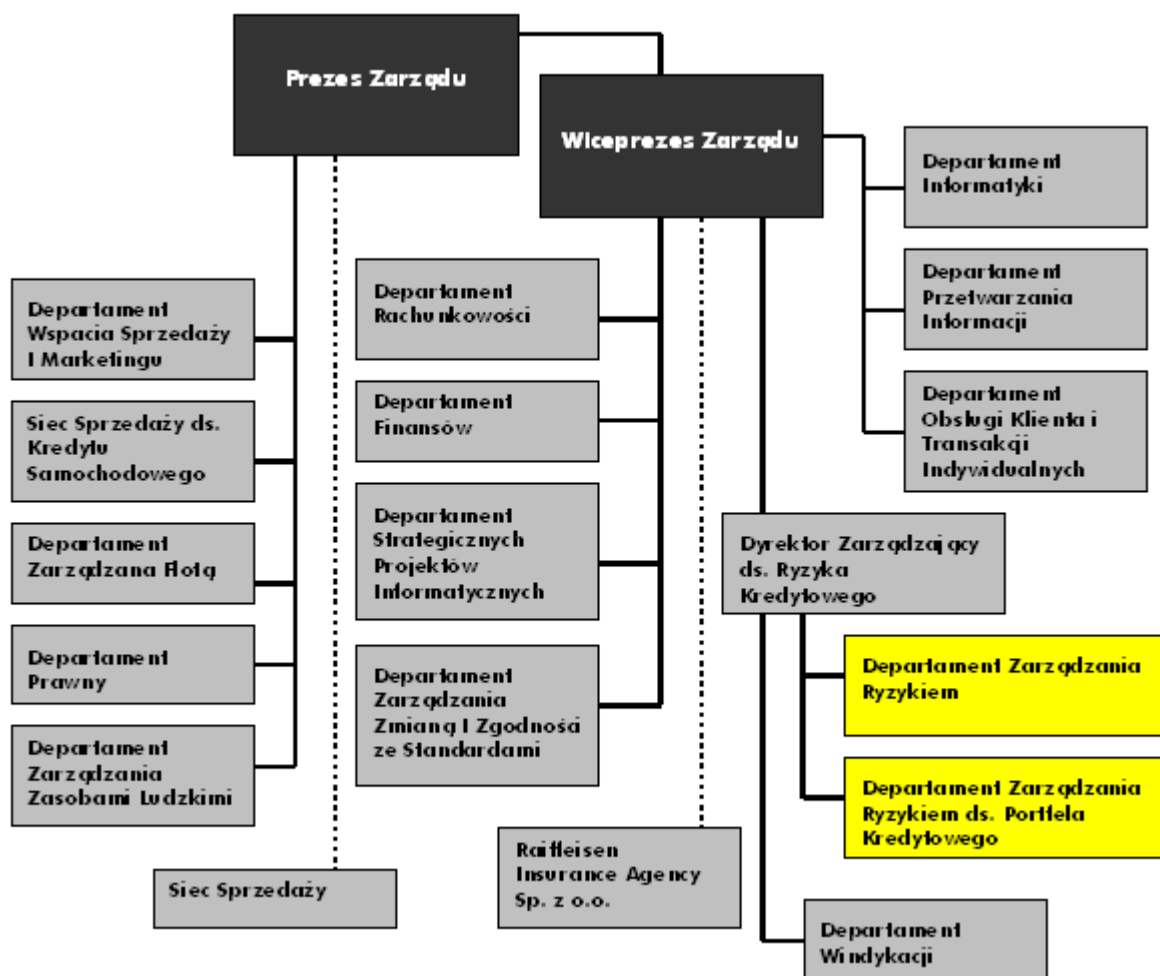 Prezes Zarządu
Wiceprezes Zarządu
Departament
Informatyki
Departament
Przetwarzania
Informacji
Departament
Obsługi Klienta i
Transakcji
Indywidualnych
Departament
Wspacia Sprzedaży
I Marketingu
Siec Sprzedaży ds.
Kredytu
Samochodowego
Departament
Zarządzana Flotą
Departament
Prawny
Departament
Zarządzania
Zasobami Ludzkimi
Siec Sprzedaży
Departament
Rachunkowości
Departament
Finansów
Departament
Strategicznych
Projektów
Informatycznych
Departament
Zarządzania
Zmianą I Zgodności
ze Standardami
Raiffeisen
Insurance Agency
Sp. z o.o.
Dyrektor Zarządzający
ds. Ryzyka
Kredytowego
Departament Zarządzania
Ryzykiem
Departament Zarządzania
Ryzykiem ds. Portfela
Kredytowego
Departament
Windykacji